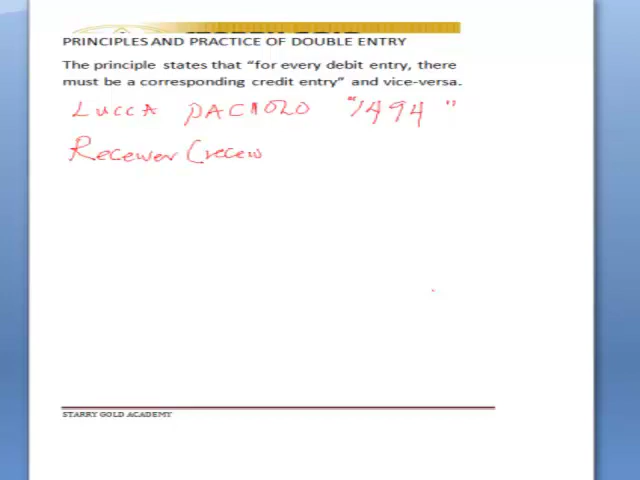 PRINCIPLES AND PRACTICE OF DOUBLE ENTRY
The principle states that “for every debit entry, there
must be a corresponding credit entry” and vice-versa.
LUCCA PACIOLO "1494"
Receiver (receiv
STARRY GOLD ACADEMY